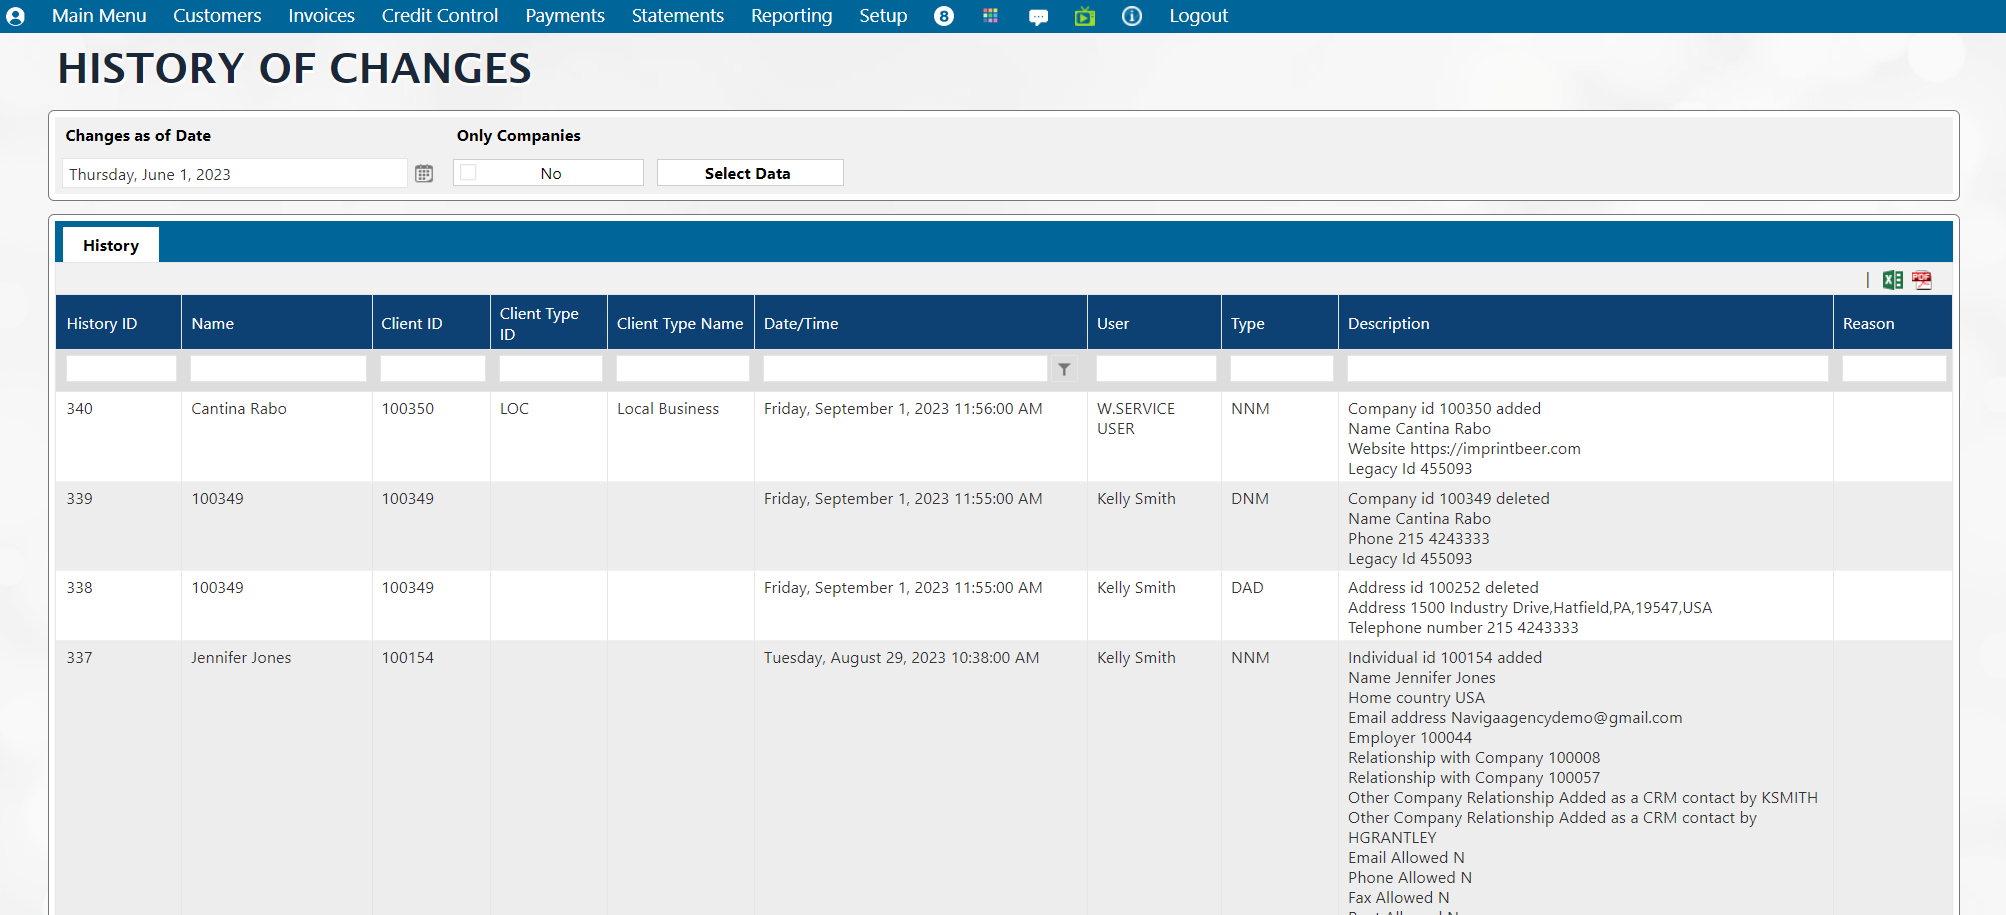 Main Menu Customers Invoices Credit Control Payments Statements Reporting Setup 8 Logout
HISTORY OF CHANGES
Changes as of Date Only Companies
Thursday, June 1, 2023 No Select Data
History
PDF
History ID Name Client ID Client Type ID Client Type Name Date/Time User Type Description Reason
340 Cantina Rabo 100350 LOC Local Business Friday, September 1, 2023 11:56:00 AM W.SERVICE USER NNM Company id 100350 added
Name Cantina Rabo
Website https://imprintbeer.com
Legacy Id 455093
339 100349 100349 Friday, September 1, 2023 11:55:00 AM Kelly Smith DNM Company id 100349 deleted
Name Cantina Rabo
Phone 215 4243333
Legacy Id 455093
338 100349 100349 Friday, September 1, 2023 11:55:00 AM Kelly Smith DAD Address id 100252 deleted
Address 1500 Industry Drive,Hatfield,PA,19547,USA
Telephone number 215 4243333
337 Jennifer Jones 100154 Tuesday, August 29, 2023 10:38:00 AM Kelly Smith NNM Individual id 100154 added
Name Jennifer Jones
Home country USA
Email address Navigaagencydemo@gmail.com
Employer 100044
Relationship with Company 100008
Relationship with Company 100057
Other Company Relationship Added as a CRM contact by KSMITH
Other Company Relationship Added as a CRM contact by
HGRANTLEY
Email Allowed N
Phone Allowed N
Fax Allowed N